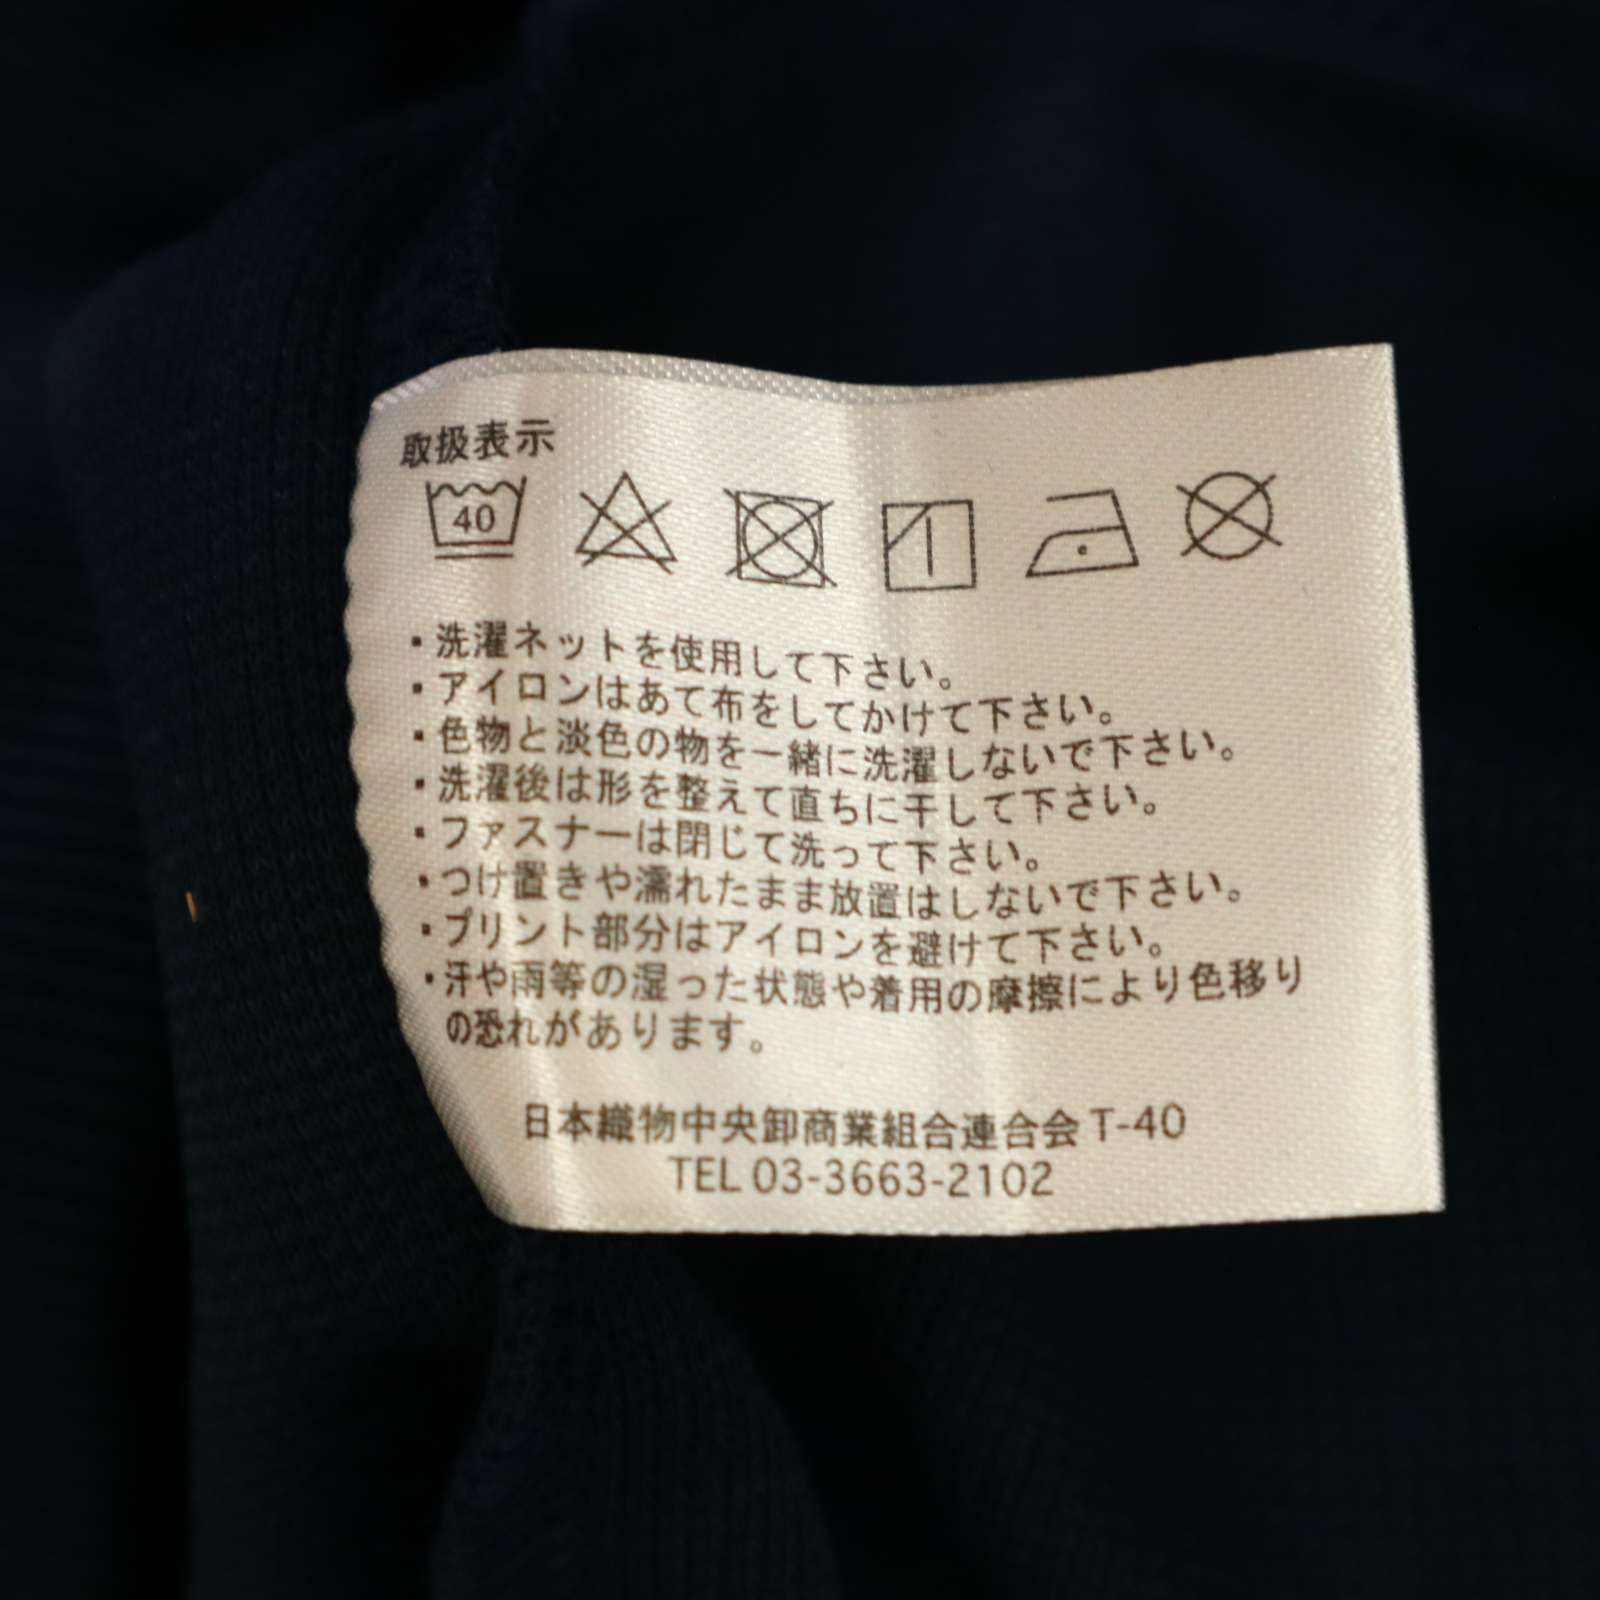 取扱表示
40
・洗濯ネットを使用して下さい。
・アイロンはあて布をしてかけて下さい。
・色物と淡色の物を一緒に洗濯しないで下さい。
・洗濯後は形を整えて直ちに干して下さい。
・ファスナーは閉じて洗って下さい。
・つけ置きや濡れたまま放置はしないで下さい。
・プリント部分はアイロンを避けて下さい。
・汗や雨等の湿った状態や着用の摩擦により色移り
の恐れがあります。
日本織物中央卸商業組合連合会 T-40
TEL 03-3663-2102